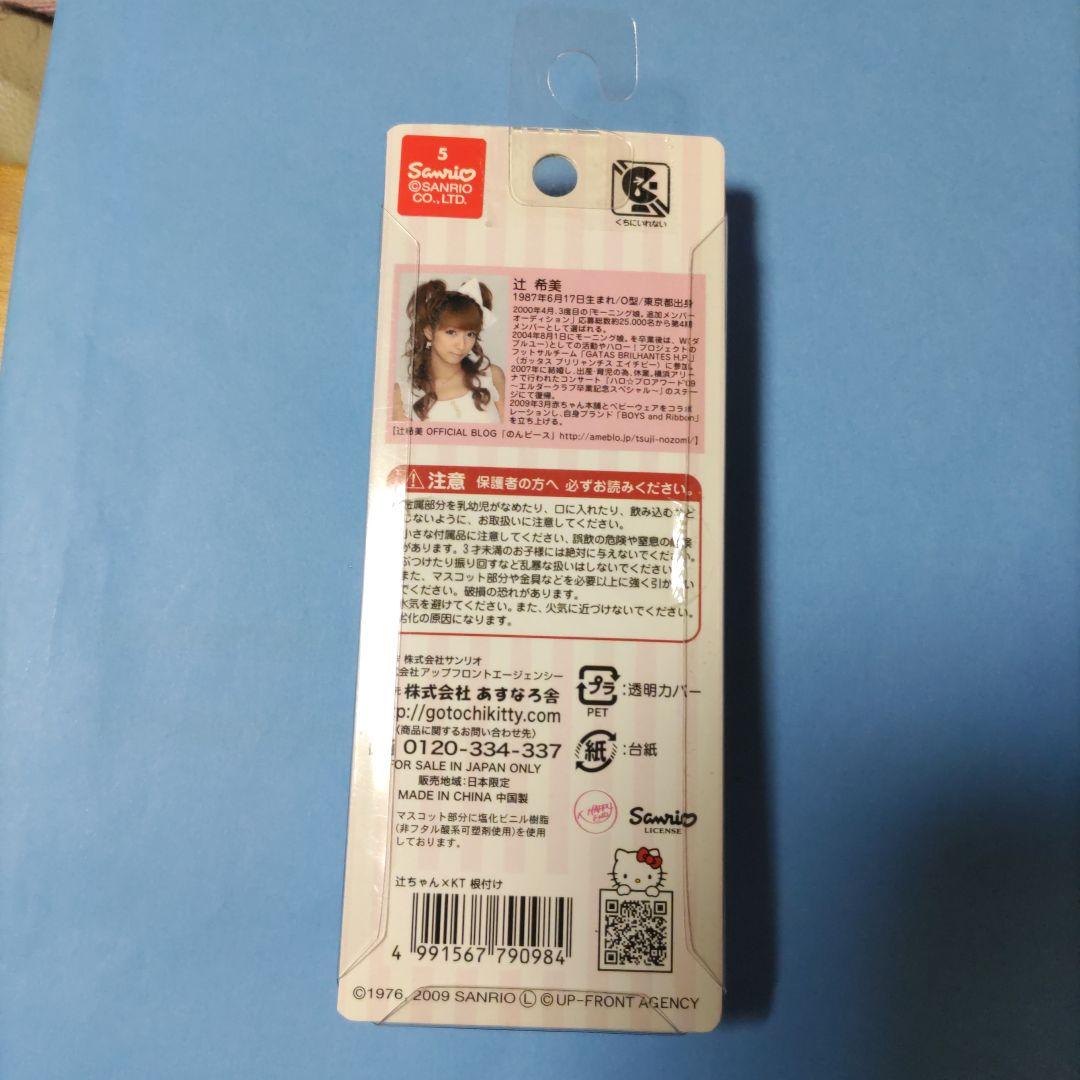 5
Sanrio
©SANRIO
CO., LTD.
くちにいれない
辻 希美
1987年6月17日生まれ/O型/東京都出身
2000年4月、3度目の「モーニング娘。追加メンバー
オーディション」応募総数約25,000名から第4期
メンバーとして選ばれる。
2004年8月1日にモーニング娘。を卒業後は、W(ダ
ブルユー)としての活動やハロー!プロジェクトの
フットサルチーム「GATAS BRILHANTES H.P.」
(ガッタス ブリリャンチス エイチピー)に参加。
2007年に結婚し、出産・育児の為、休業。横浜アリー
ナで行われたコンサート「ハロ☆プロアワード'09
〜エルダークラブ卒業記念スペシャル〜」のステー
ジにて復帰。
2009年3月赤ちゃん本舗とベビーウェアをコラボ
レーションし、自身ブランド「BOYS and Ribbon」
を立ち上げる。
【辻希美 OFFICIAL BLOG「のんピース」http://ameblo.jp/tsuji-nozomi/】
注意 保護者の方へ 必ずお読みください。
金属部分を乳幼児がなめたり、口に入れたり、飲み込むなど
しないように、お取扱いに注意してください。
小さな付属品に注意してください、誤飲の危険や窒息の危険
があります。3才未満のお子様には絶対に与えないでください。
ぶつけたり振り回すなど乱暴な扱いはしないでください。
また、マスコット部分や金具などを必要以上に強く引か
でください。破損の恐れがあります。
水気を避けてください。また、火気に近づけないでください。
劣化の原因になります。
株式会社サンリオ
式会社アップフロントエージェンシー
元 株式会社 あすなろ舎
p://gotochikitty.com
(商品に関するお問い合わせ先)
0120-334-337
FOR SALE IN JAPAN ONLY
販売地域:日本限定
MADE IN CHINA 中国製
マスコット部分に塩化ビニル樹脂
(非フタル酸系可塑剤使用)を使用
しております。
プラ :透明カバー
PET
紙 :台紙
Sanrio
LICENSE
辻ちゃん×KT 根付け
4 991567 790984
©1976, 2009 SANRIO Ⓛ ©UP-FRONT AGENCY